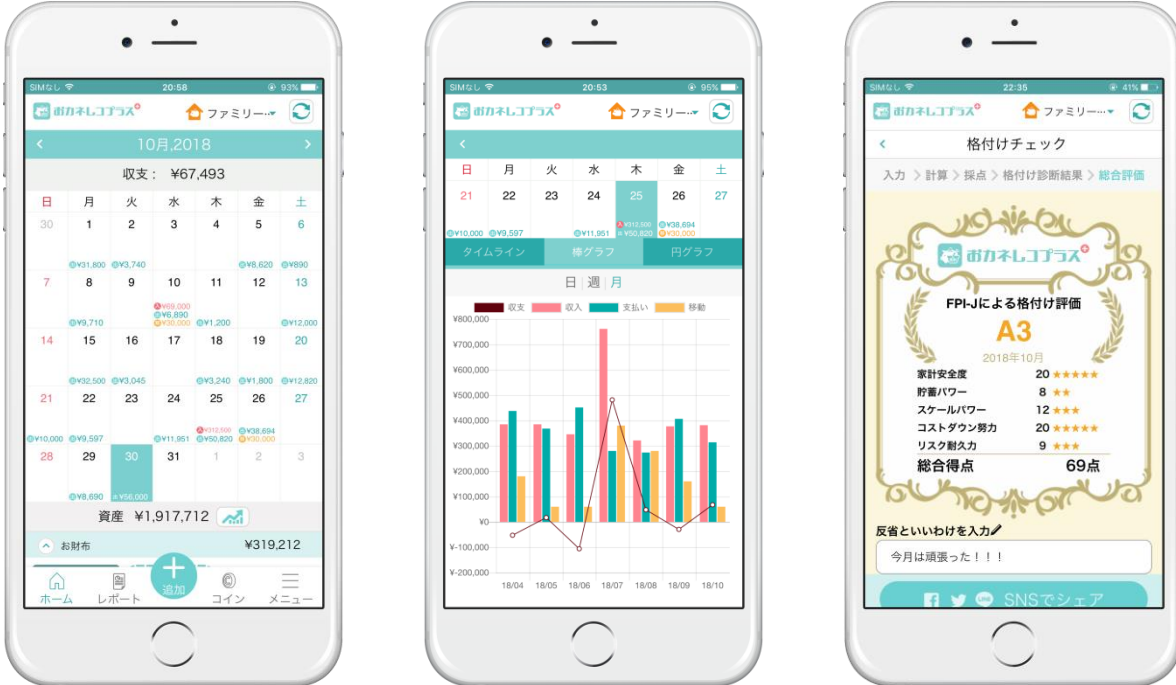 SIMなし 20:58 93%
おカネレコプラス+ ファミリー…▾
< 10月,2018 >
収支： ¥67,493
日 月 火 水 木 金 土
30 1 2 3 4 5 6
¥31,800 ¥3,740 ¥8,620 ¥890
7 8 9 10 11 12 13
¥69,000
¥6,890
¥9,710 ¥30,000 ¥1,200 ¥12,000
14 15 16 17 18 19 20
¥32,500 ¥3,045 ¥3,240 ¥1,800 ¥12,820
21 22 23 24 25 26 27
¥312,500 ¥38,694
¥10,000 ¥9,597 ¥11,951 ¥50,820 ¥30,000
28 29 30 31 1 2 3
¥8,690 ¥56,000
資産 ¥1,917,712
お財布 ¥319,212
追加
ホーム レポート コイン メニュー
SIMなし 20:53 95%
おカネレコプラス+ ファミリー…▾
<
日 月 火 水 木 金 土
21 22 23 24 25 26 27
¥312,500 ¥38,694
¥10,000 ¥9,597 ¥11,951 ¥50,820 ¥30,000
タイムライン 棒グラフ 円グラフ
日 | 週 | 月
収支 収入 支払い 移動
¥800,000
¥700,000
¥600,000
¥500,000
¥400,000
¥300,000
¥200,000
¥100,000
¥0
¥-100,000
¥-200,000
18/04 18/05 18/06 18/07 18/08 18/09 18/10
SIMなし 22:35 41%
おカネレコプラス+ ファミリー…▾
< 格付けチェック
入力 > 計算 > 採点 > 格付け診断結果 > 総合評価
おカネレコプラス+
FPI-Jによる格付け評価
A3
2018年10月
家計安全度 20 ★★★★★
貯蓄パワー 8 ★★
スケールパワー 12 ★★★
コストダウン努力 20 ★★★★★
リスク耐久力 9 ★★★
総合得点 69点
反省といいわけを入力
今月は頑張った！！！
LINE SNSでシェア